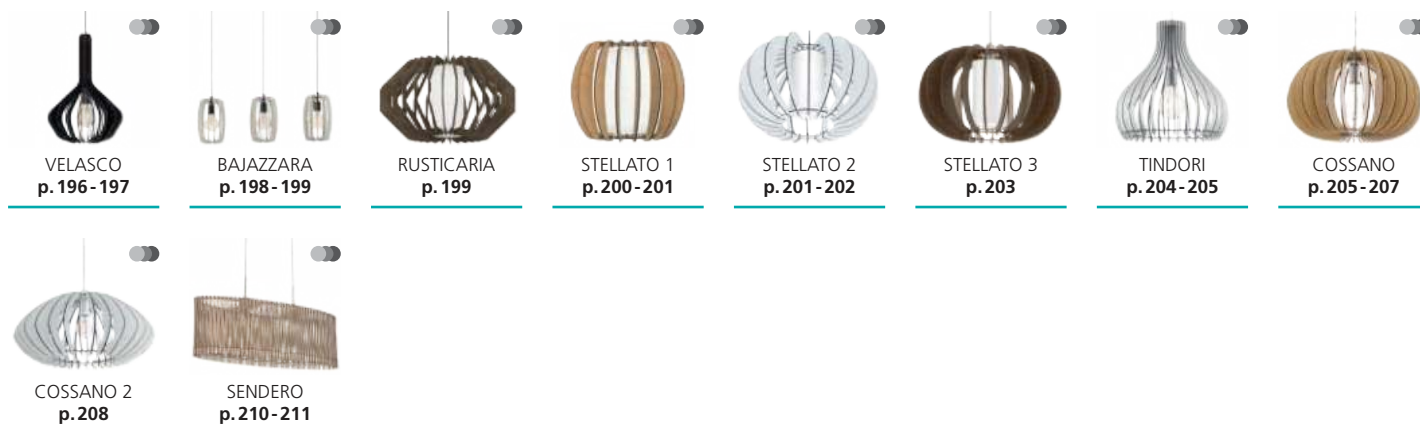 VELASCO
p. 196 - 197
BAJAZZARA
p. 198 - 199
RUSTICARIA
p. 199
STELLATO 1
p. 200 - 201
STELLATO 2
p. 201 - 202
STELLATO 3
p. 203
TINDORI
p. 204 - 205
COSSANO
p. 205 - 207
COSSANO 2
p. 208
SENDERO
p. 210 - 211